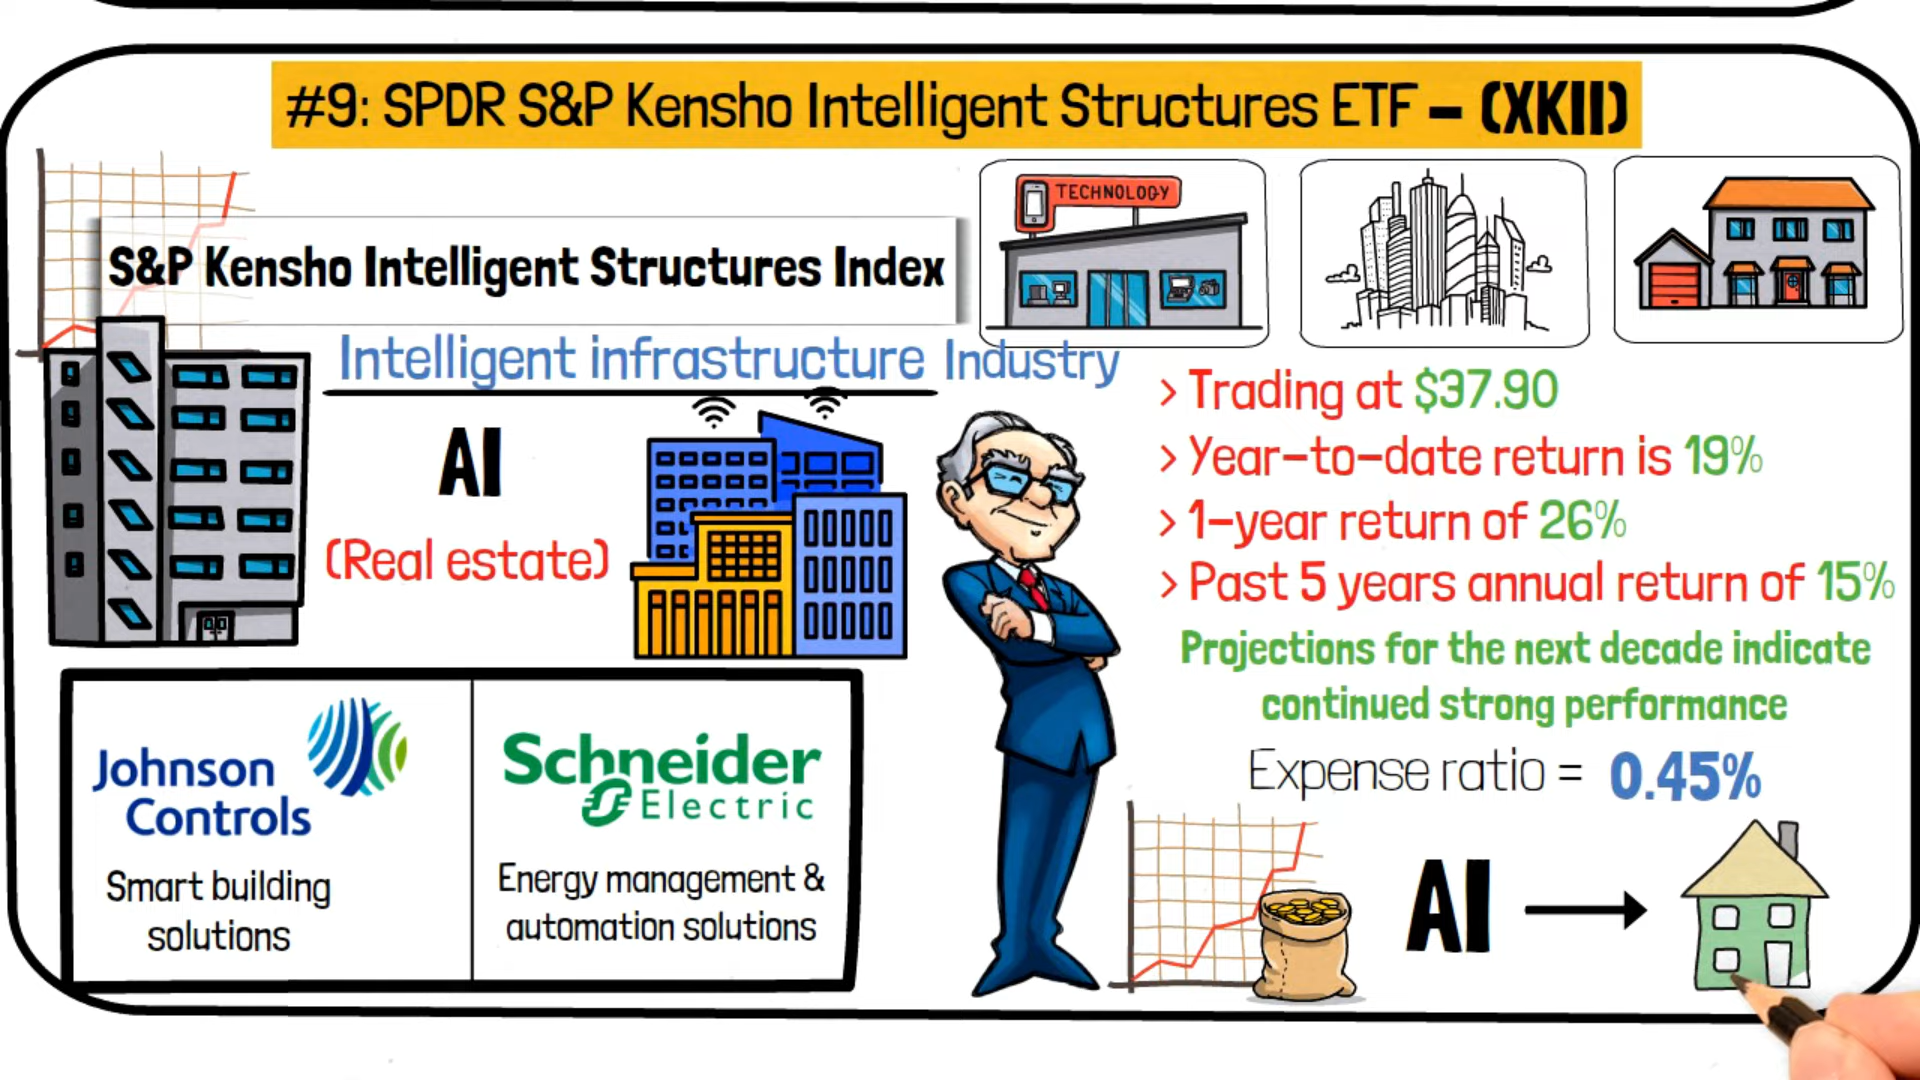 #9: SPDR S&P Kensho Intelligent Structures ETF – (XKII)
TECHNOLOGY
S&P Kensho Intelligent Structures Index
Intelligent infrastructure Industry
AI
(Real estate)
> Trading at $37.90
> Year-to-date return is 19%
> 1-year return of 26%
> Past 5 years annual return of 15%
Projections for the next decade indicate
continued strong performance
Expense ratio = 0.45%
Johnson
Controls
Smart building
solutions
Schneider
Electric
Energy management &
automation solutions
AI